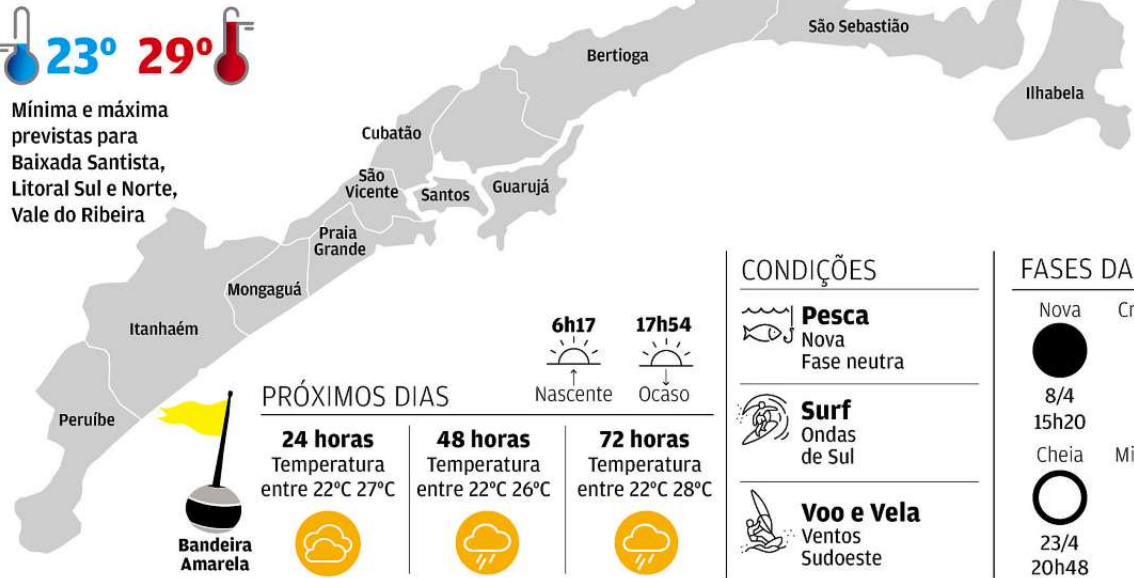 23º 29º
Mínima e máxima
previstas para
Baixada Santista,
Litoral Sul e Norte,
Vale do Ribeira
São Sebastião
Bertioga
Ilhabela
Cubatão
São
Vicente
Santos
Guarujá
Praia
Grande
Mongaguá
Itanhaém
Peruíbe
Bandeira
Amarela
6h17
Nascente
17h54
Ocaso
PRÓXIMOS DIAS
24 horas
Temperatura
entre 22ºC 27ºC
48 horas
Temperatura
entre 22ºC 26ºC
72 horas
Temperatura
entre 22ºC 28ºC
CONDIÇÕES
Pesca
Nova
Fase neutra
Surf
Ondas
de Sul
Voo e Vela
Ventos
Sudoeste
FASES DA
Nova
8/4
15h20
Cheia
23/4
20h48